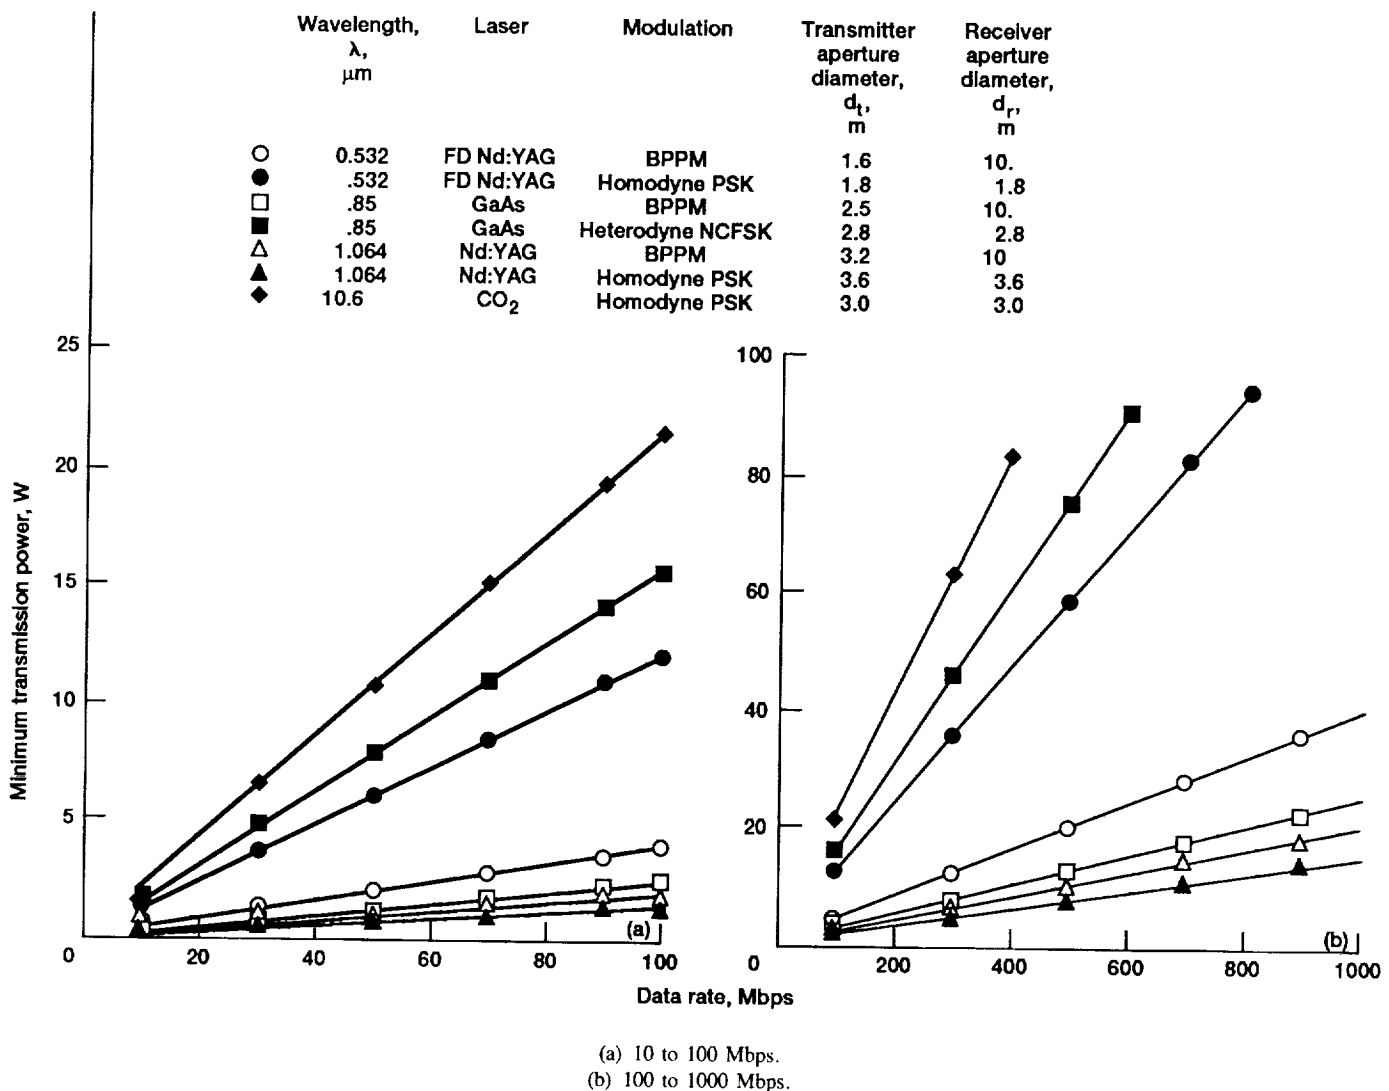 Wavelength, Laser Modulation Transmitter Receiver
λ, aperture aperture
μm diameter, diameter,
dt, dr,
m m
0.532 FD Nd:YAG BPPM 1.6 10.
.532 FD Nd:YAG Homodyne PSK 1.8 1.8
.85 GaAs BPPM 2.5 10.
.85 GaAs Heterodyne NCFSK 2.8 2.8
1.064 Nd:YAG BPPM 3.2 10
1.064 Nd:YAG Homodyne PSK 3.6 3.6
10.6 CO2 Homodyne PSK 3.0 3.0
Minimum transmission power, W
25
20
15
10
5
0 20 40 60 80 100
(a)
100
80
60
40
20
0 200 400 600 800 1000
(b)
Data rate, Mbps
(a) 10 to 100 Mbps.
(b) 100 to 1000 Mbps.